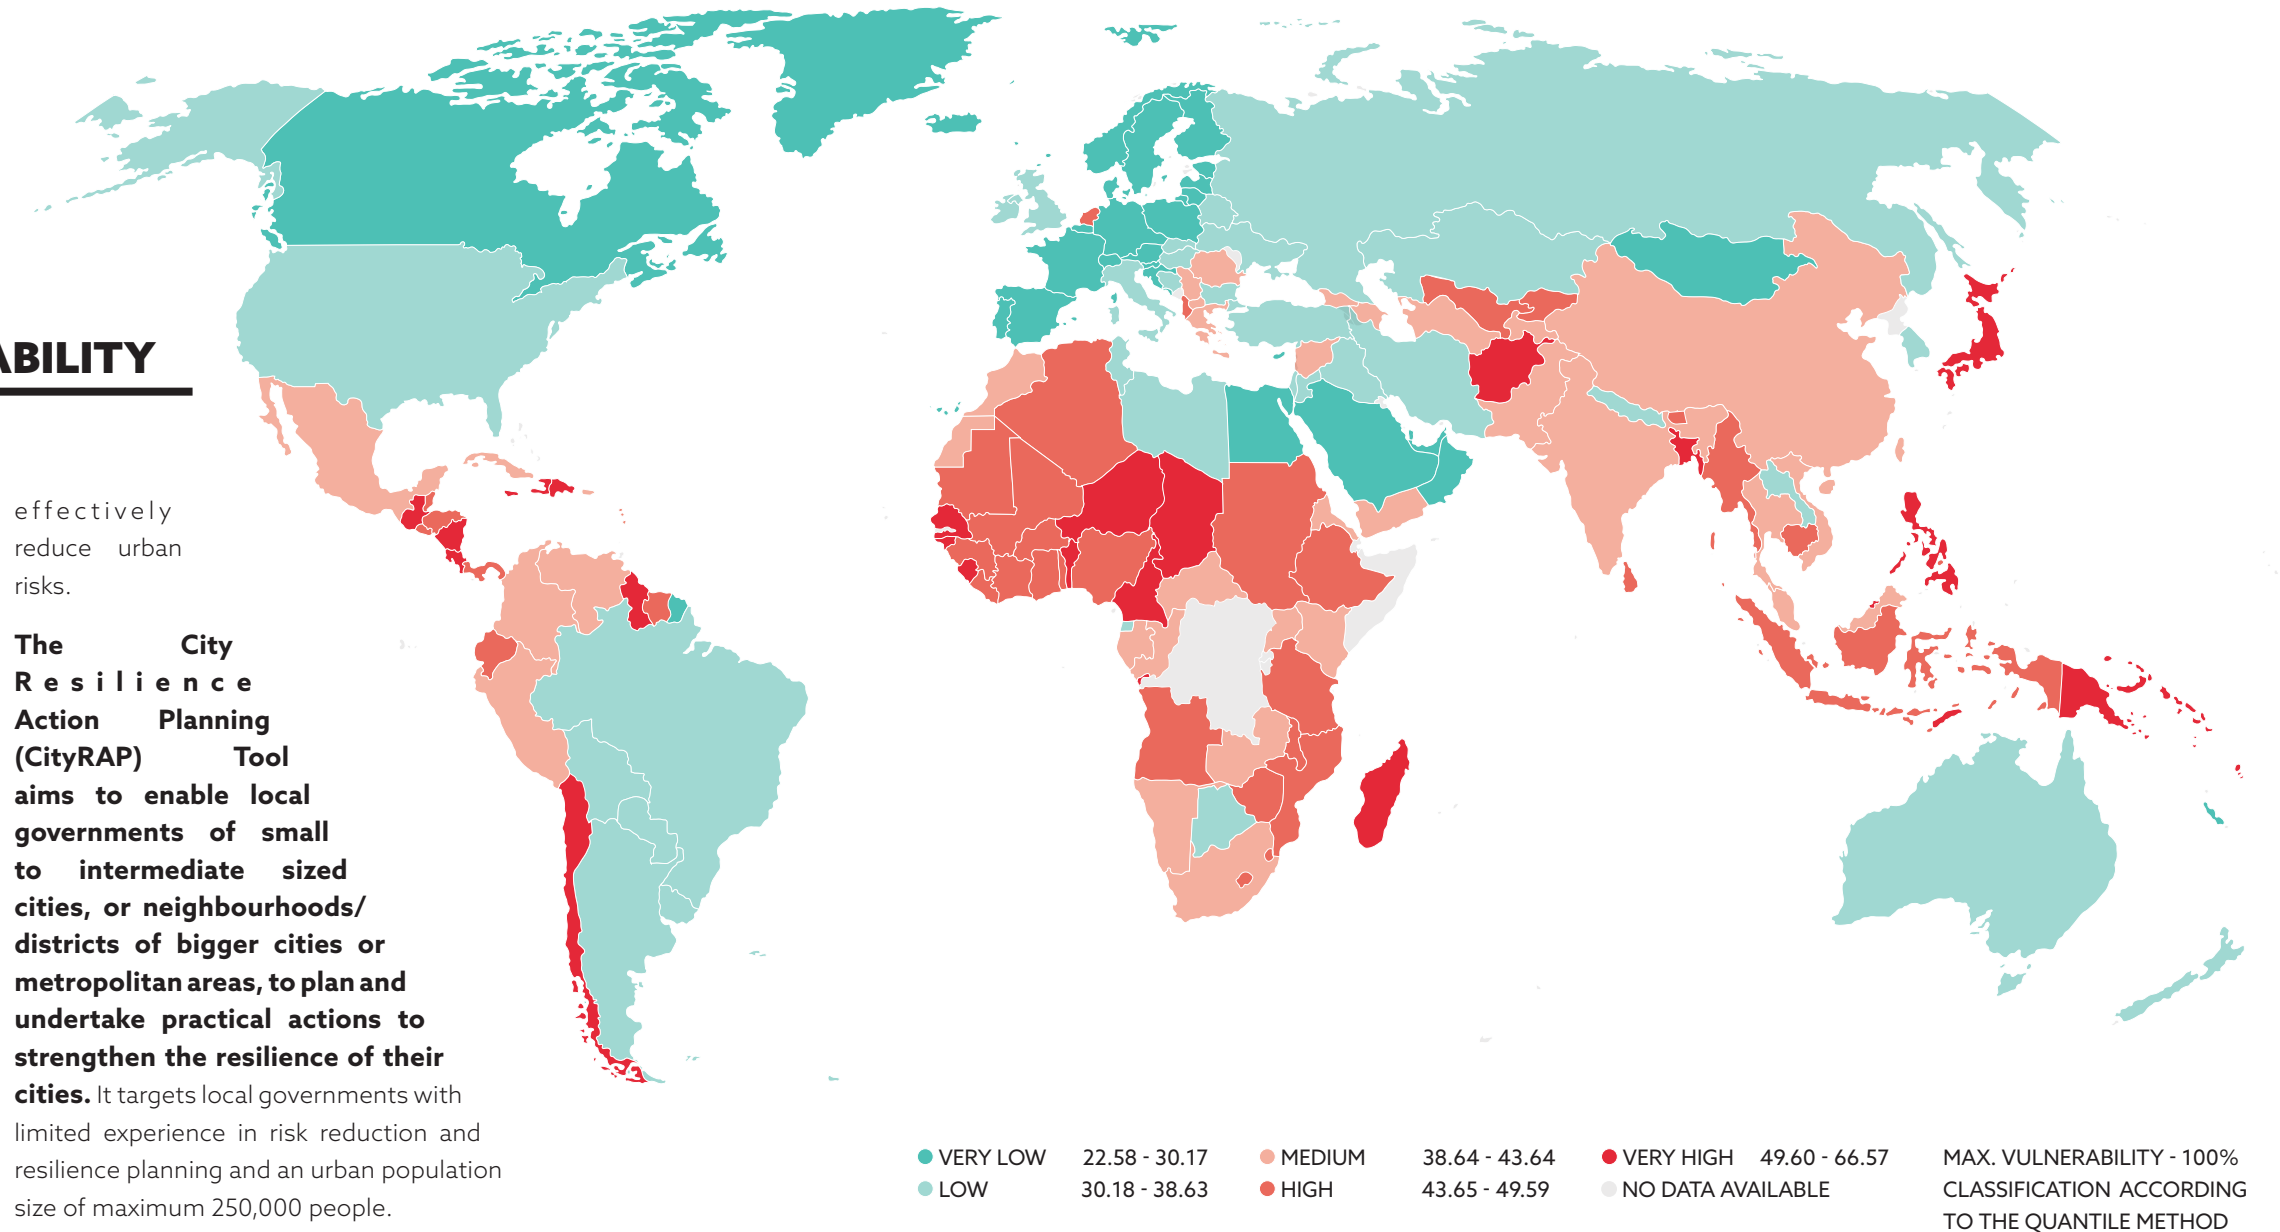 ABILITY
effectively
reduce urban
risks.
The City
Resilience
Action Planning
(CityRAP) Tool
aims to enable local
governments of small
to intermediate sized
cities, or neighbourhoods/
districts of bigger cities or
metropolitan areas, to plan and
undertake practical actions to
strengthen the resilience of their
cities. It targets local governments with
limited experience in risk reduction and
resilience planning and an urban population
size of maximum 250,000 people.
VERY LOW 22.58 - 30.17
LOW 30.18 - 38.63
MEDIUM 38.64 - 43.64
HIGH 43.65 - 49.59
VERY HIGH 49.60 - 66.57
NO DATA AVAILABLE
MAX. VULNERABILITY - 100%
CLASSIFICATION ACCORDING
TO THE QUANTILE METHOD